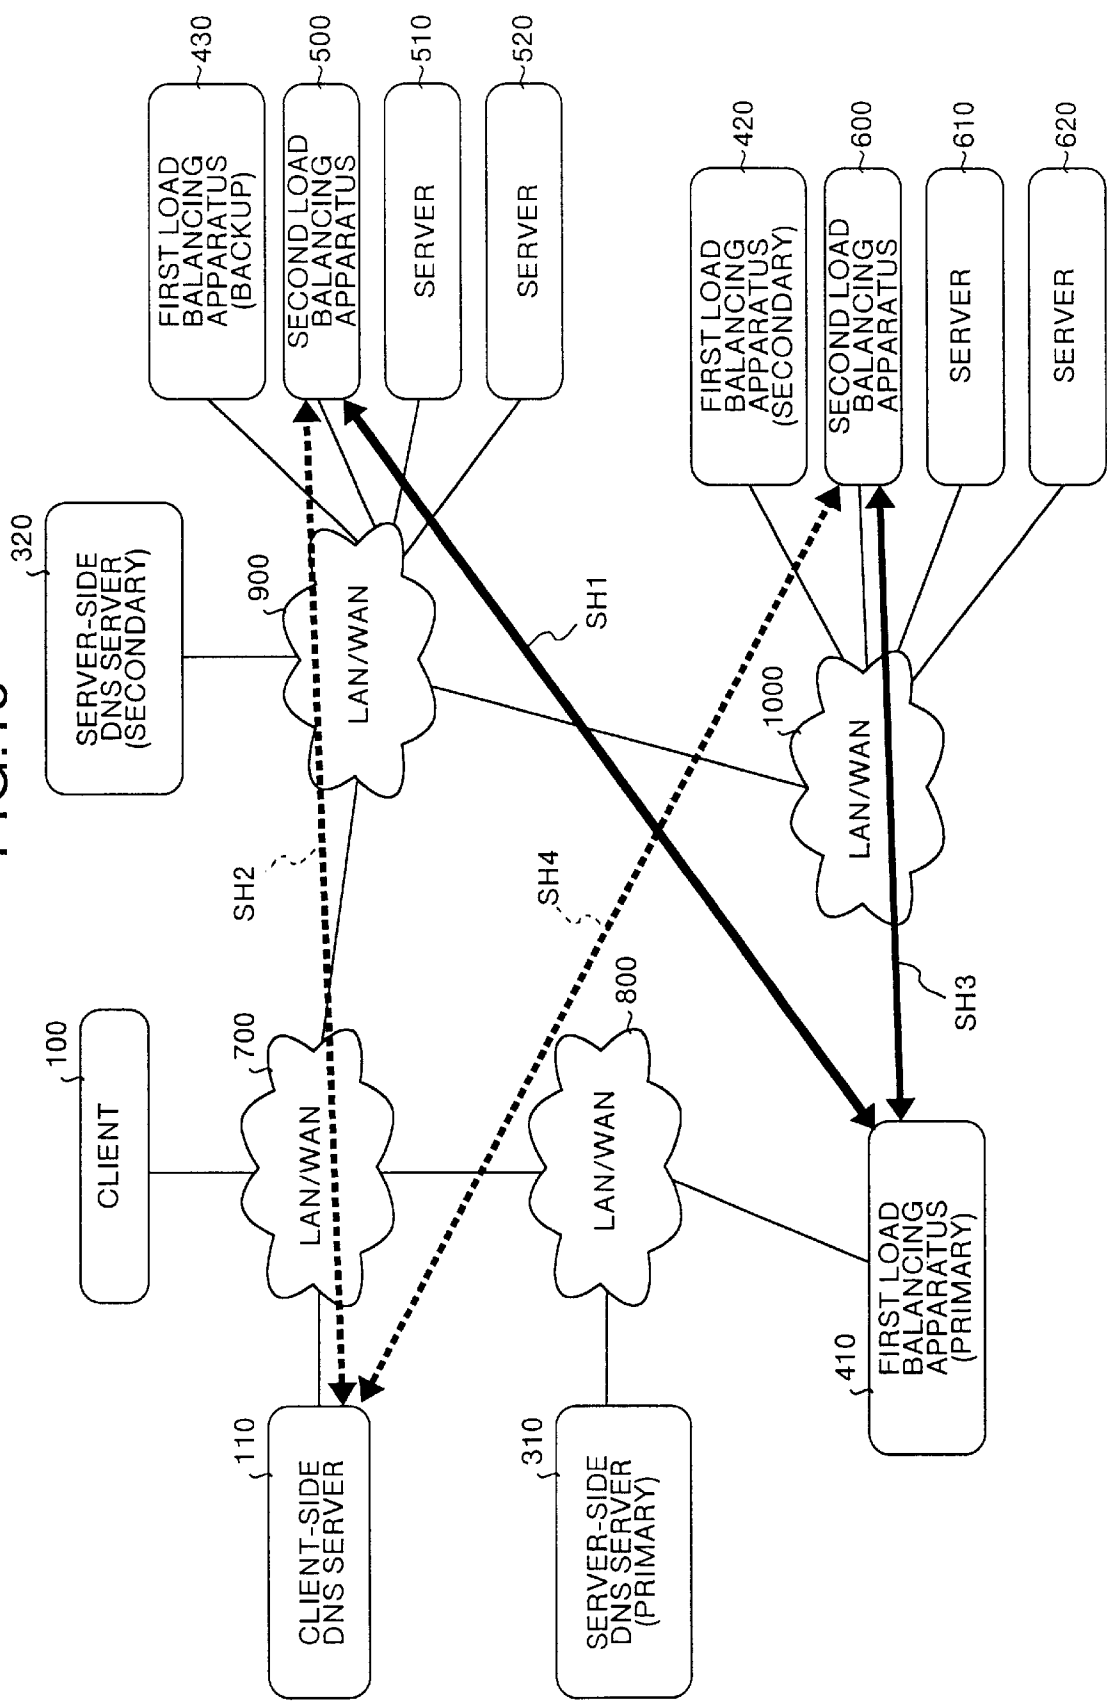 320
SERVER-SIDE
DNS SERVER
(SECONDARY)
100
CLIENT
430
FIRST LOAD
BALANCING
APPARATUS
(BACKUP)
110
CLIENT-SIDE
DNS SERVER
700
LAN/WAN
SH2
900
LAN/WAN
500
SECOND LOAD
BALANCING
APPARATUS
510
SERVER
520
SERVER
310
SERVER-SIDE
DNS SERVER
(PRIMARY)
800
LAN/WAN
SH4
SH1
420
FIRST LOAD
BALANCING
APPARATUS
(SECONDARY)
410
FIRST LOAD
BALANCING
APPARATUS
(PRIMARY)
SH3
1000
LAN/WAN
600
SECOND LOAD
BALANCING
APPARATUS
610
SERVER
620
SERVER